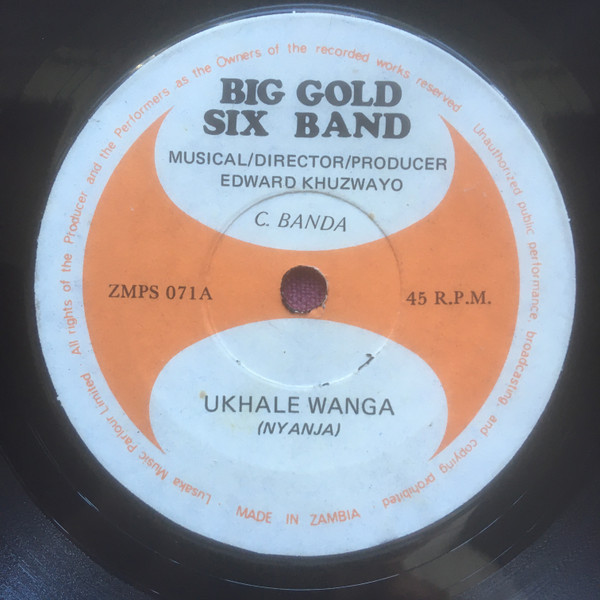 BIG GOLD
SIX BAND
MUSICAL/DIRECTOR/PRODUCER
EDWARD KHUZWAYO
C. BANDA
ZMPS 071A
45 R.P.M.
UKHALE WANGA
(NYANJA)
Lusaka Music Parlour Limited All rights of the Producer and the Performers as the Owners of the recorded works reserved Unauthorized public performance, broadcasting, and copying prohibited
MADE IN ZAMBIA